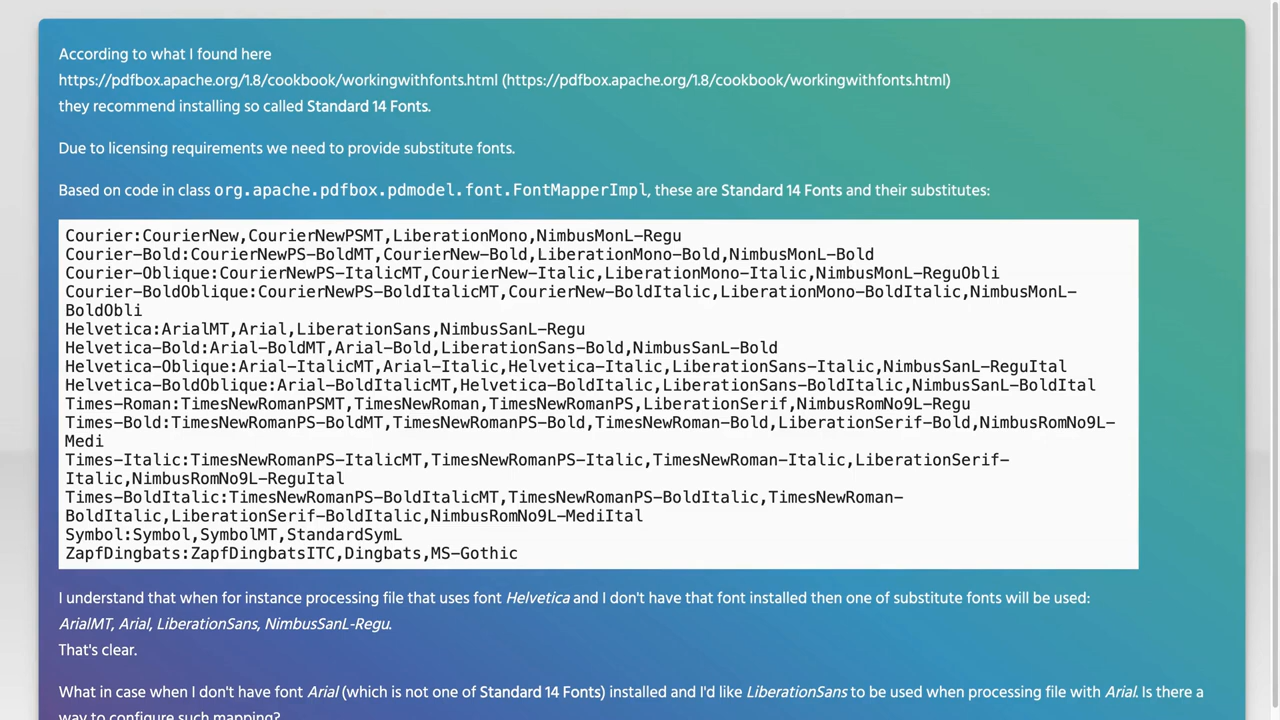 According to what I found here
https://pdfbox.apache.org/1.8/cookbook/workingwithfonts.html (https://pdfbox.apache.org/1.8/cookbook/workingwithfonts.html)
they recommend installing so called Standard 14 Fonts.
Due to licensing requirements we need to provide substitute fonts.
Based on code in class org.apache.pdfbox.pdmodel.font.FontMapperImpl, these are Standard 14 Fonts and their substitutes:
Courier:CourierNew,CourierNewPSMT,LiberationMono,NimbusMonL-Regu
Courier-Bold:CourierNewPS-BoldMT,CourierNew-Bold,LiberationMono-Bold,NimbusMonL-Bold
Courier-Oblique:CourierNewPS-ItalicMT,CourierNew-Italic,LiberationMono-Italic,NimbusMonL-ReguObli
Courier-BoldOblique:CourierNewPS-BoldItalicMT,CourierNew-BoldItalic,LiberationMono-BoldItalic,NimbusMonL-
BoldObli
Helvetica:ArialMT,Arial,LiberationSans,NimbusSanL-Regu
Helvetica-Bold:Arial-BoldMT,Arial-Bold,LiberationSans-Bold,NimbusSanL-Bold
Helvetica-Oblique:Arial-ItalicMT,Arial-Italic,Helvetica-Italic,LiberationSans-Italic,NimbusSanL-ReguItal
Helvetica-BoldOblique:Arial-BoldItalicMT,Helvetica-BoldItalic,LiberationSans-BoldItalic,NimbusSanL-BoldItal
Times-Roman:TimesNewRomanPSMT,TimesNewRoman,TimesNewRomanPS,LiberationSerif,NimbusRomNo9L-Regu
Times-Bold:TimesNewRomanPS-BoldMT,TimesNewRomanPS-Bold,TimesNewRoman-Bold,LiberationSerif-Bold,NimbusRomNo9L-
Medi
Times-Italic:TimesNewRomanPS-ItalicMT,TimesNewRomanPS-Italic,TimesNewRoman-Italic,LiberationSerif-
Italic,NimbusRomNo9L-ReguItal
Times-BoldItalic:TimesNewRomanPS-BoldItalicMT,TimesNewRomanPS-BoldItalic,TimesNewRoman-
BoldItalic,LiberationSerif-BoldItalic,NimbusRomNo9L-MediItal
Symbol:Symbol,SymbolMT,StandardSymL
ZapfDingbats:ZapfDingbatsITC,Dingbats,MS-Gothic
I understand that when for instance processing file that uses font Helvetica and I don't have that font installed then one of substitute fonts will be used:
ArialMT, Arial, LiberationSans, NimbusSanL-Regu.
That's clear.
What in case when I don't have font Arial (which is not one of Standard 14 Fonts) installed and I'd like LiberationSans to be used when processing file with Arial. Is there a
way to configure such mapping?